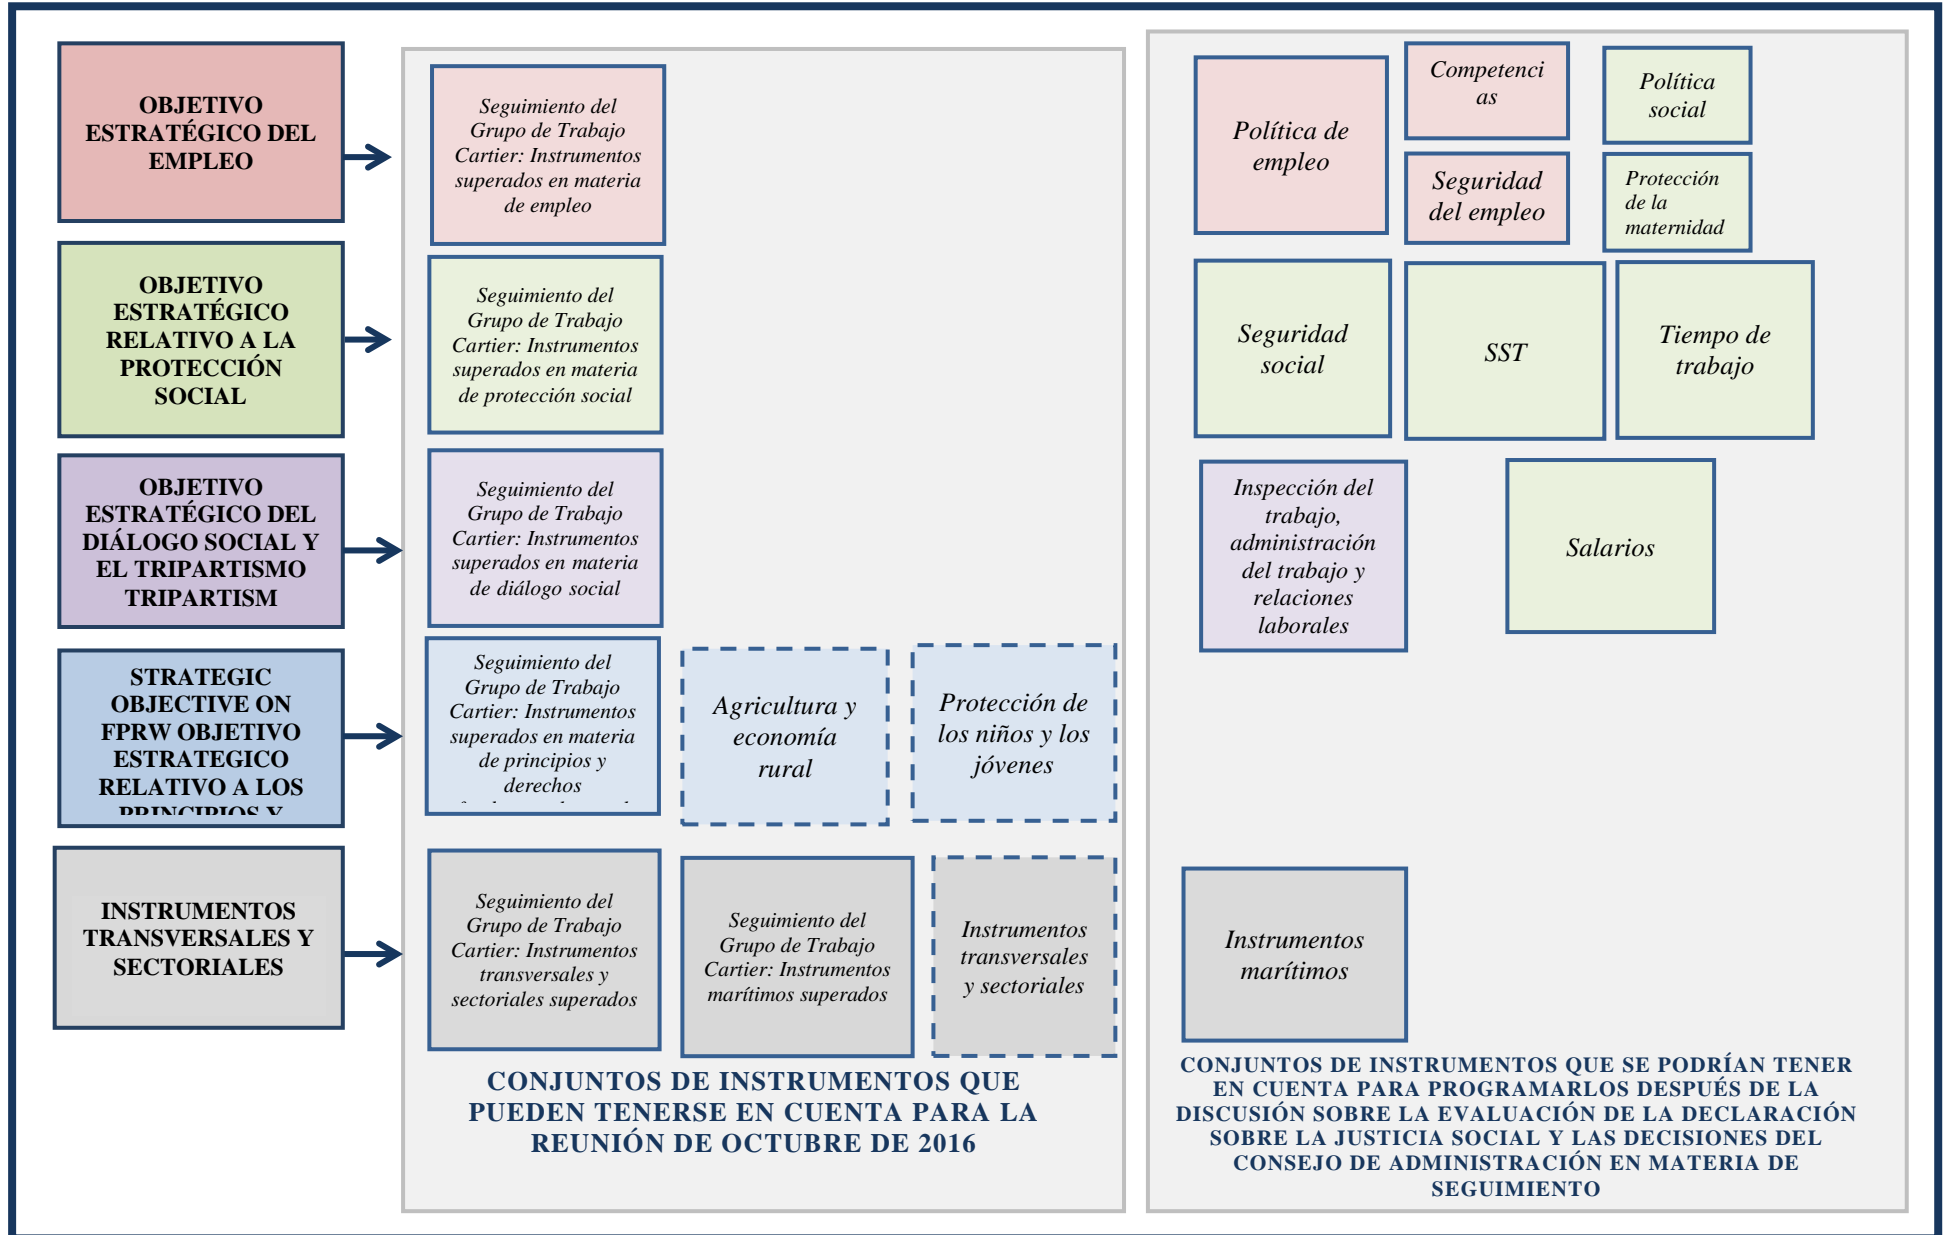 OBJETIVO
ESTRATÉGICO DEL
EMPLEO
Seguimiento del
Grupo de Trabajo
Cartier: Instrumentos
superados en materia
de empleo
OBJETIVO
ESTRATÉGICO
RELATIVO A LA
PROTECCIÓN
SOCIAL
Seguimiento del
Grupo de Trabajo
Cartier: Instrumentos
superados en materia
de protección social
OBJETIVO
ESTRATÉGICO DEL
DIÁLOGO SOCIAL Y
EL TRIPARTISMO
TRIPARTISM
Seguimiento del
Grupo de Trabajo
Cartier: Instrumentos
superados en materia
de diálogo social
STRATEGIC
OBJECTIVE ON
FPRW OBJETIVO
ESTRATEGICO
RELATIVO A LOS
PRINCIPIOS Y
Seguimiento del
Grupo de Trabajo
Cartier: Instrumentos
superados en materia
de principios y
derechos
Agricultura y
economía
rural
Protección de
los niños y los
jóvenes
INSTRUMENTOS
TRANSVERSALES Y
SECTORIALES
Seguimiento del
Grupo de Trabajo
Cartier: Instrumentos
transversales y
sectoriales superados
Seguimiento del
Grupo de Trabajo
Cartier: Instrumentos
marítimos superados
Instrumentos
transversales
y sectoriales
CONJUNTOS DE INSTRUMENTOS QUE
PUEDEN TENERSE EN CUENTA PARA LA
REUNIÓN DE OCTUBRE DE 2016
Política de
empleo
Competenci
as
Política
social
Seguridad
del empleo
Protección
de la
maternidad
Seguridad
social
SST
Tiempo de
trabajo
Inspección del
trabajo,
administración
del trabajo y
relaciones
laborales
Salarios
Instrumentos
marítimos
CONJUNTOS DE INSTRUMENTOS QUE SE PODRÍAN TENER
EN CUENTA PARA PROGRAMARLOS DESPUÉS DE LA
DISCUSIÓN SOBRE LA EVALUACIÓN DE LA DECLARACIÓN
SOBRE LA JUSTICIA SOCIAL Y LAS DECISIONES DEL
CONSEJO DE ADMINISTRACIÓN EN MATERIA DE
SEGUIMIENTO